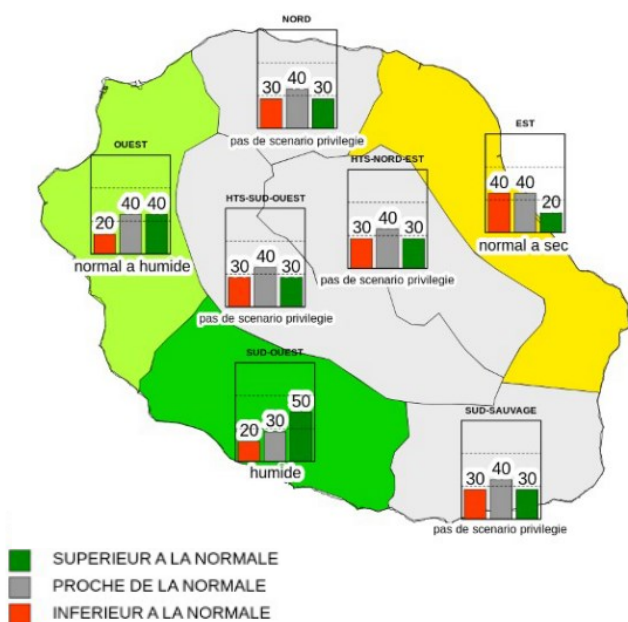 NORD
30 40 30
pas de scenario privilegie
EST
40 40 20
normal a sec
OUEST
20 40 40
normal a humide
HTS-NORD-EST
30 40 30
pas de scenario privilegie
HTS-SUD-OUEST
30 40 30
pas de scenario privilegie
SUD-OUEST
20 30 50
humide
SUD-SAUVAGE
30 40 30
pas de scenario privilegie
SUPERIEUR A LA NORMALE
PROCHE DE LA NORMALE
INFERIEUR A LA NORMALE